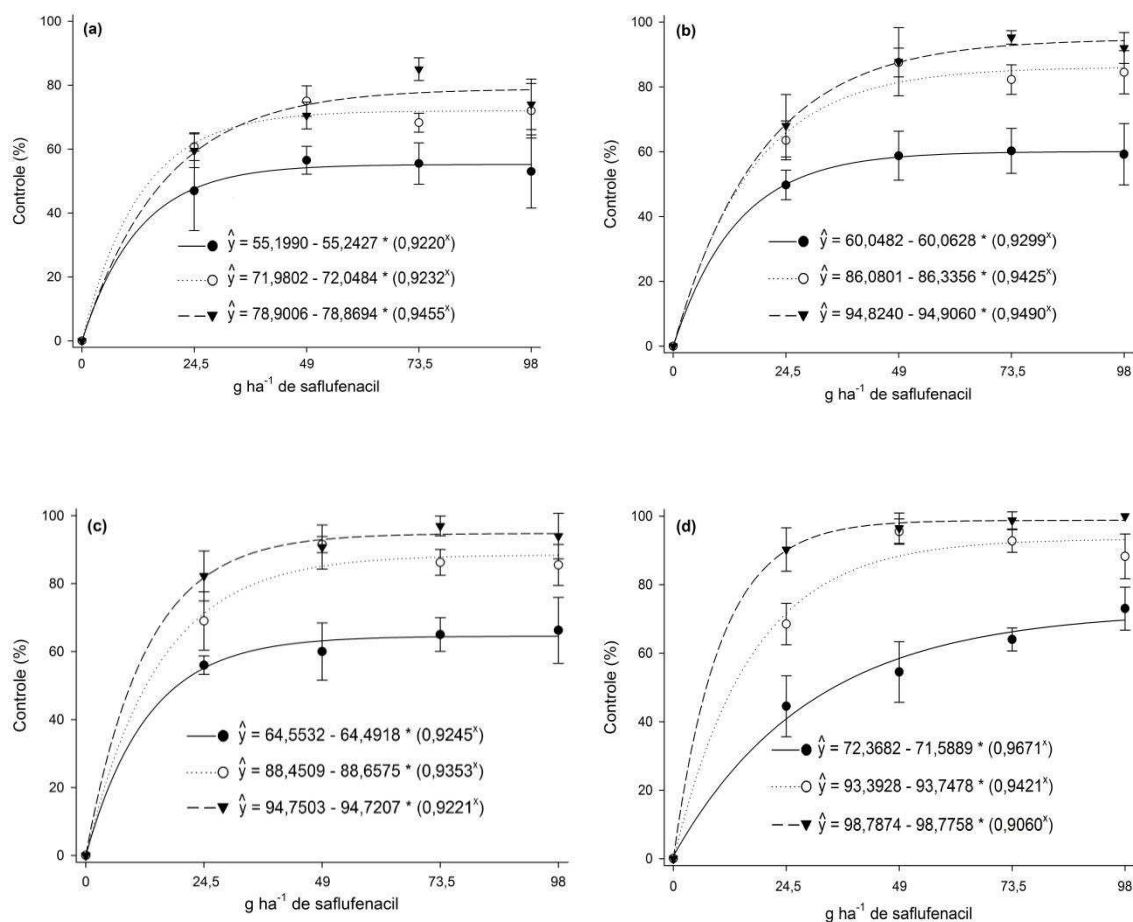 (a)
100
80
60
40
20
0
Controle (%)
ŷ = 55,1990 - 55,2427 * (0,9220ˣ)
ŷ = 71,9802 - 72,0484 * (0,9232ˣ)
ŷ = 78,9006 - 78,8694 * (0,9455ˣ)
0 24,5 49 73,5 98
g ha⁻¹ de saflufenacil
(b)
100
80
60
40
20
0
Controle (%)
ŷ = 60,0482 - 60,0628 * (0,9299ˣ)
ŷ = 86,0801 - 86,3356 * (0,9425ˣ)
ŷ = 94,8240 - 94,9060 * (0,9490ˣ)
0 24,5 49 73,5 98
g ha⁻¹ de saflufenacil
(c)
100
80
60
40
20
0
Controle (%)
ŷ = 64,5532 - 64,4918 * (0,9245ˣ)
ŷ = 88,4509 - 88,6575 * (0,9353ˣ)
ŷ = 94,7503 - 94,7207 * (0,9221ˣ)
0 24,5 49 73,5 98
g ha⁻¹ de saflufenacil
(d)
100
80
60
40
20
0
Controle (%)
ŷ = 72,3682 - 71,5889 * (0,9671ˣ)
ŷ = 93,3928 - 93,7478 * (0,9421ˣ)
ŷ = 98,7874 - 98,7758 * (0,9060ˣ)
0 24,5 49 73,5 98
g ha⁻¹ de saflufenacil